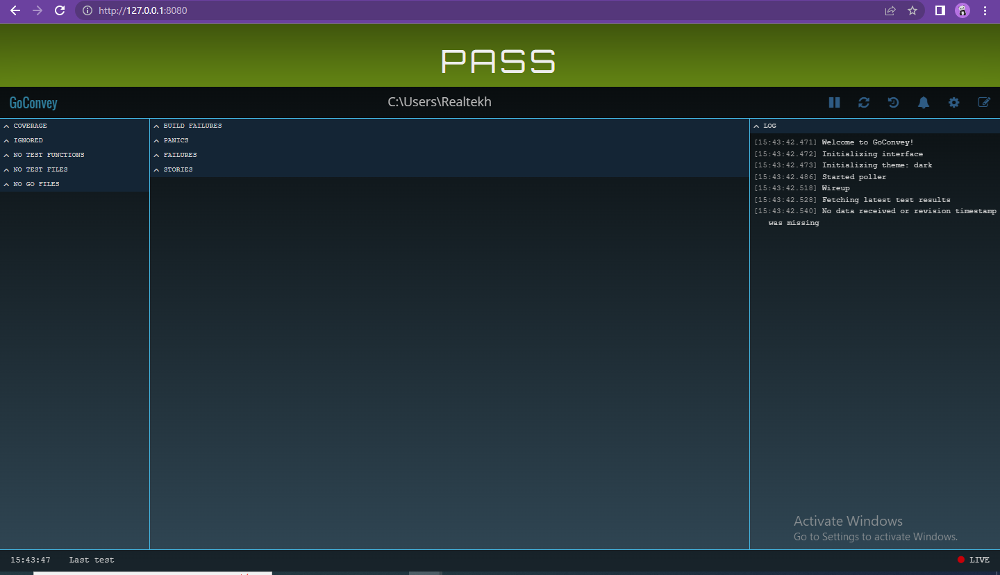 http://127.0.0.1:8080
PASS
GoConvey
C:\Users\Realtekh
COVERAGE
IGNORED
NO TEST FUNCTIONS
NO TEST FILES
NO GO FILES
BUILD FAILURES
PANICS
FAILURES
STORIES
LOG
[15:43:42.471] Welcome to GoConvey!
[15:43:42.472] Initializing interface
[15:43:42.473] Initializing theme: dark
[15:43:42.486] Started poller
[15:43:42.518] Wireup
[15:43:42.528] Fetching latest test results
[15:43:42.540] No data received or revision timestamp
was missing
Activate Windows
Go to Settings to activate Windows.
15:43:47 Last test
LIVE